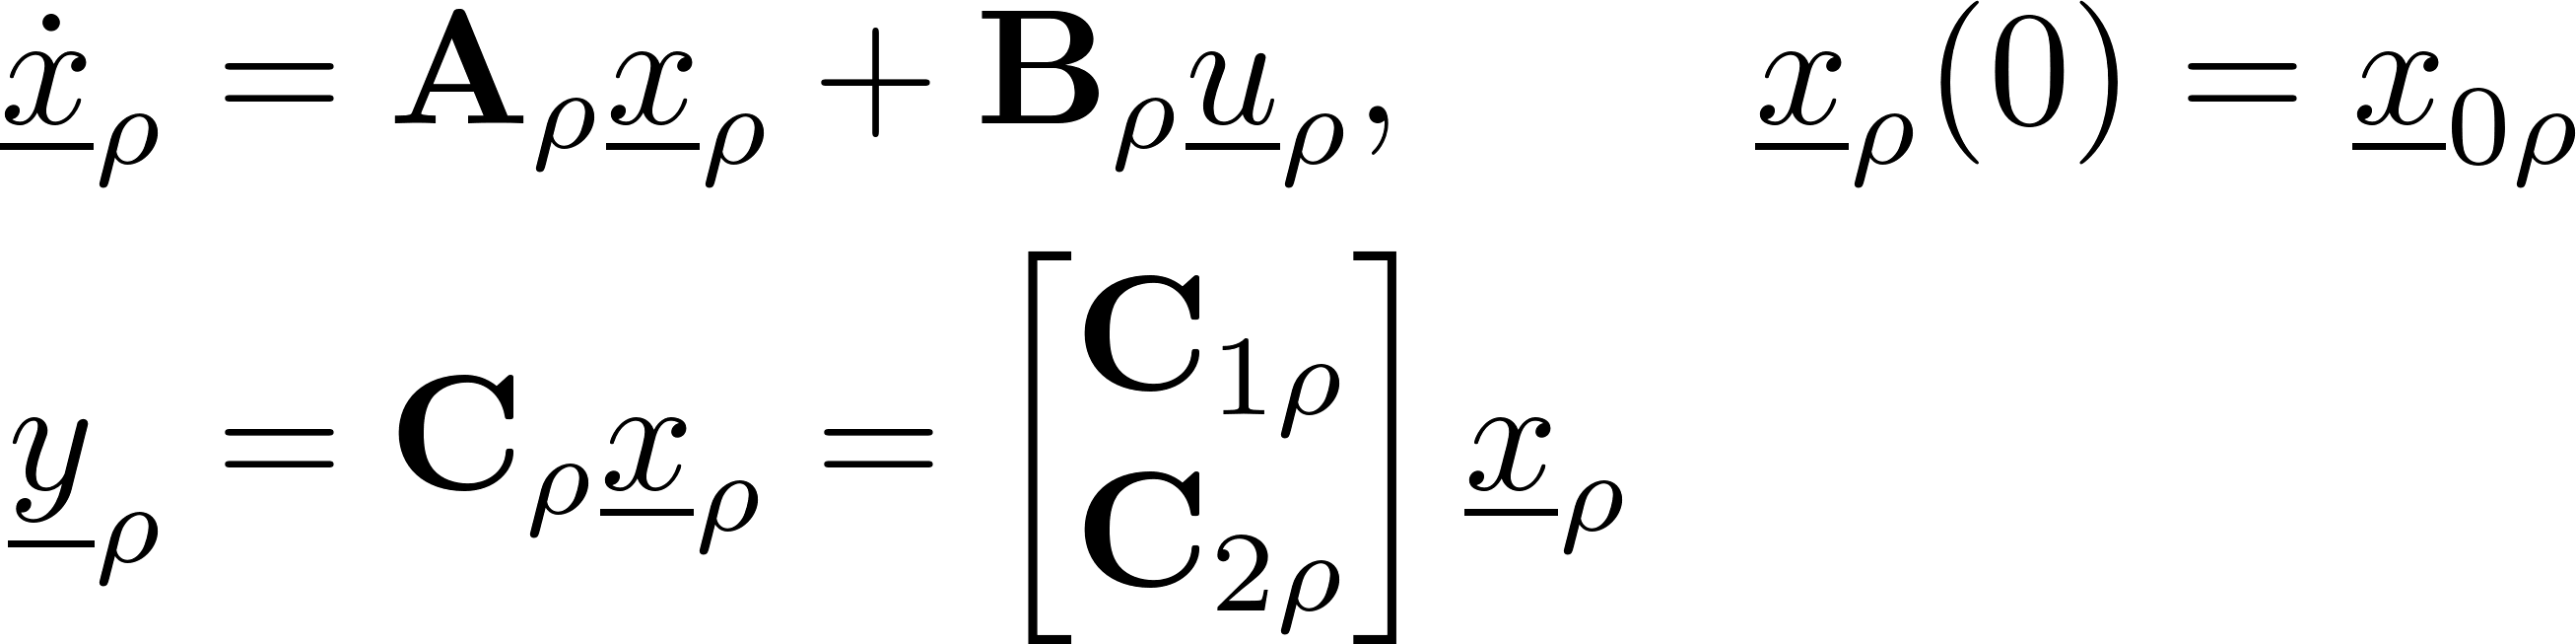 $\underline{\dot{x}}_\rho = \mathbf{A}_\rho \underline{x}_\rho + \mathbf{B}_\rho \underline{u}_\rho, \qquad \underline{x}_\rho(0) = \underline{x}_{0\rho}$
$\underline{y}_\rho = \mathbf{C}_\rho \underline{x}_\rho = \begin{bmatrix} \mathbf{C}_{1\rho} \\ \mathbf{C}_{2\rho} \end{bmatrix} \underline{x}_\rho$